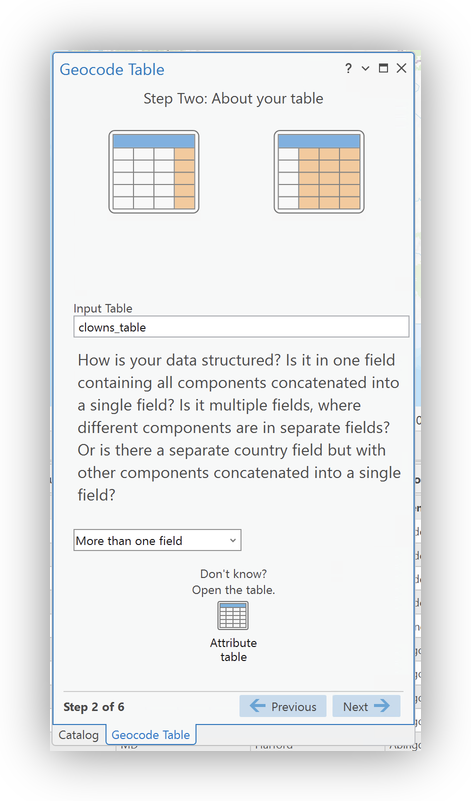 Geocode Table
?
Step Two: About your table
Input Table
clowns_table
How is your data structured? Is it in one field
containing all components concatenated into
a single field? Is it multiple fields, where
different components are in separate fields?
Or is there a separate country field but with
other components concatenated into a single
field?
More than one field
Don't know?
Open the table.
Attribute
table
Step 2 of 6
Previous
Next
Catalog
Geocode Table
MD
Harford